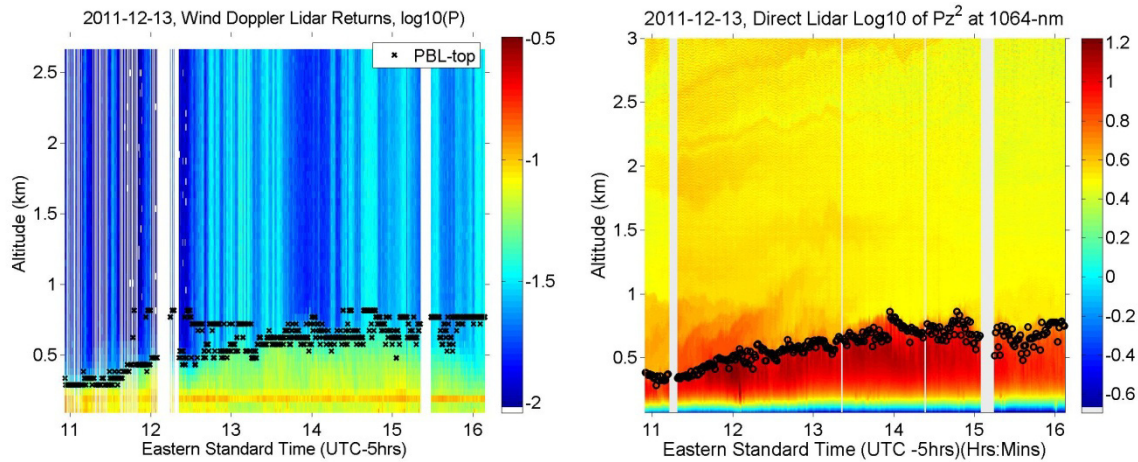 2011-12-13, Wind Doppler Lidar Returns, log10(P)
PBL-top
2.5
2
1.5
1
0.5
Altitude (km)
11 12 13 14 15 16
Eastern Standard Time (UTC-5hrs)
-0.5
-1
-1.5
-2
2011-12-13, Direct Lidar Log10 of Pz² at 1064-nm
3
2.5
2
1.5
1
0.5
Altitude (km)
11 12 13 14 15 16
Eastern Standard Time (UTC -5hrs)(Hrs:Mins)
1.2
1
0.8
0.6
0.4
0.2
0
-0.2
-0.4
-0.6